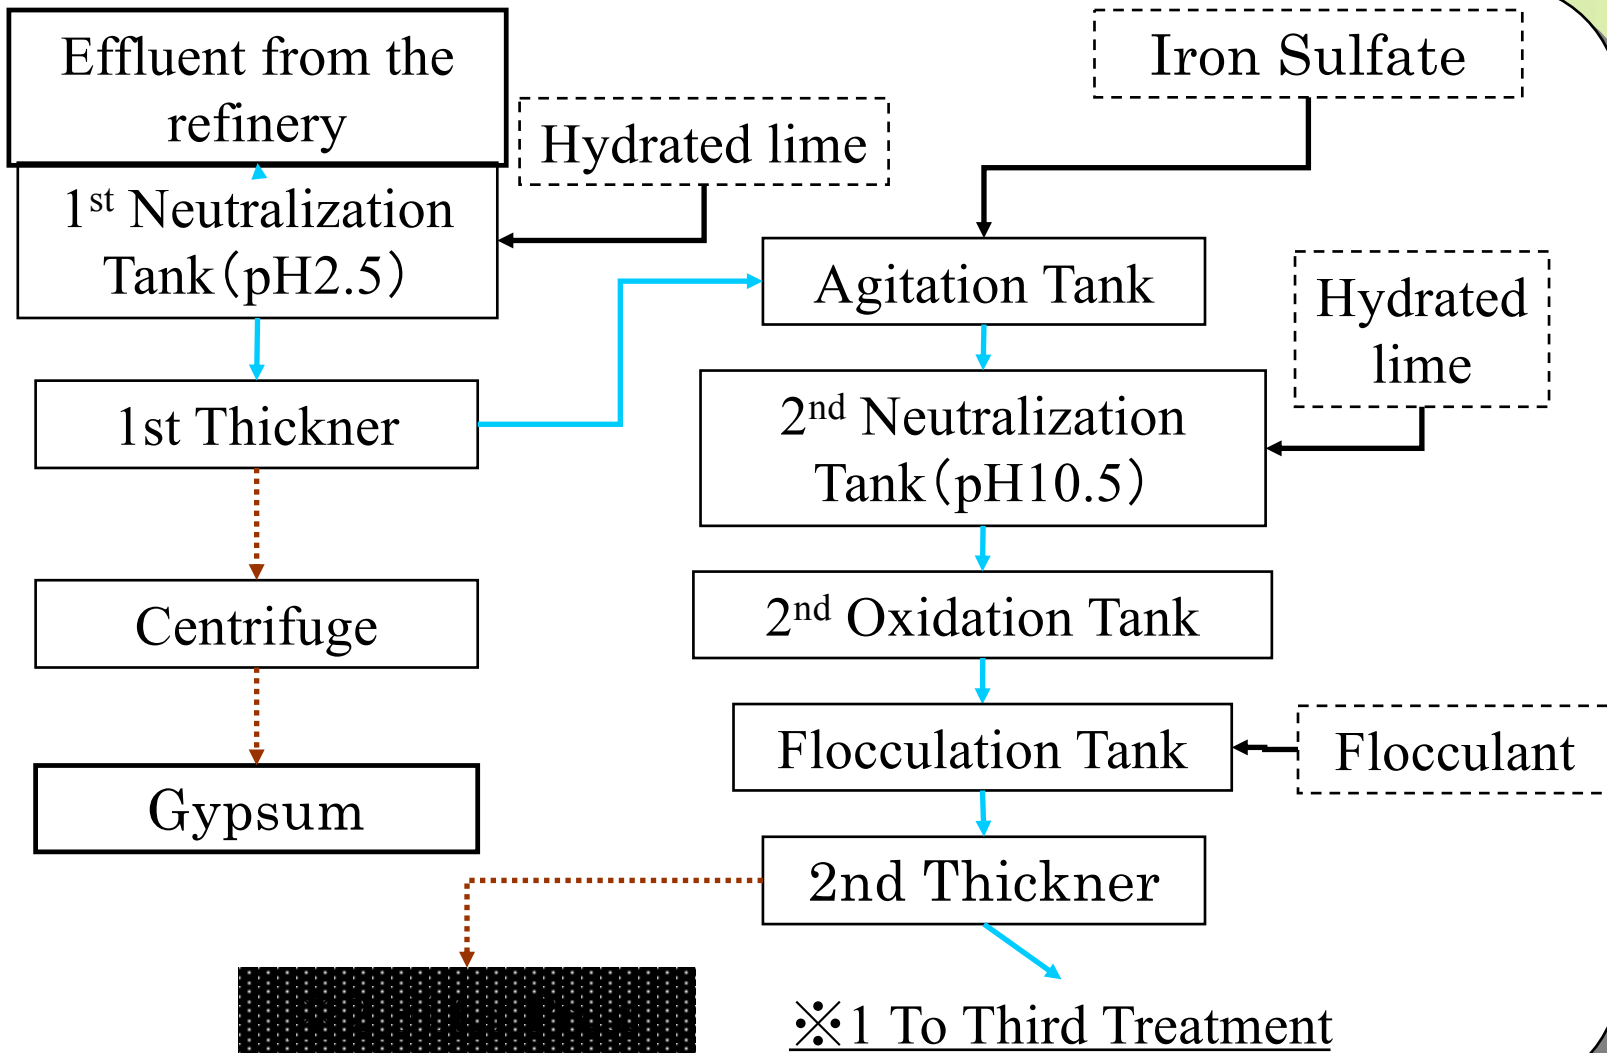 Effluent from the
refinery
Hydrated lime
1st Neutralization
Tank（pH2.5）
1st Thickner
Centrifuge
Gypsum
Iron Sulfate
Agitation Tank
Hydrated
lime
2nd Neutralization
Tank（pH10.5）
2nd Oxidation Tank
Flocculation Tank
Flocculant
2nd Thickner
※1 To Third Treatment